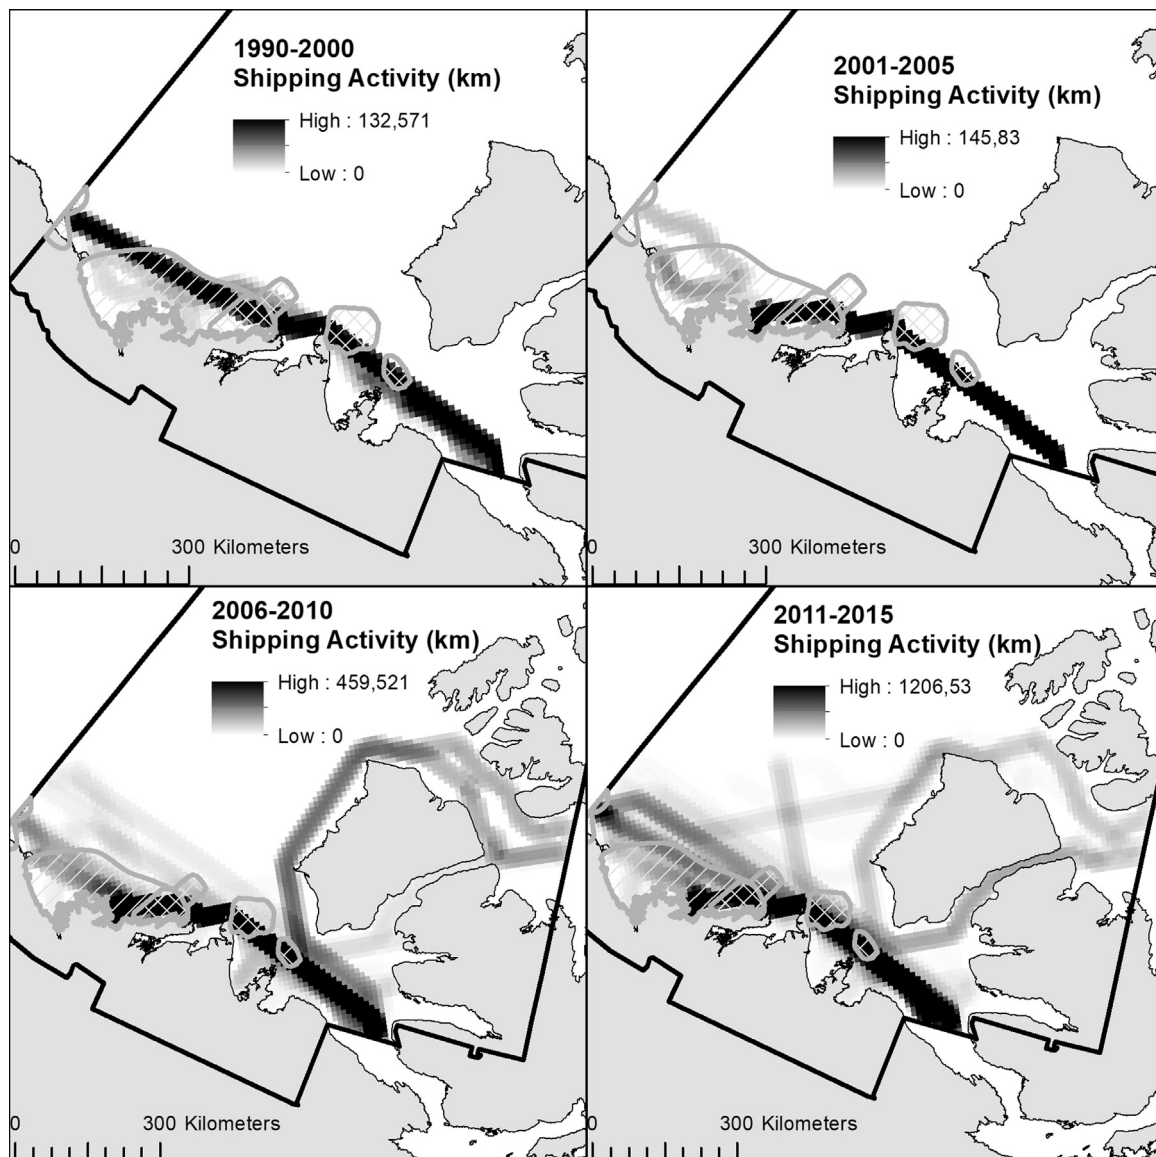 1990-2000
Shipping Activity (km)
High : 132,571
Low : 0
0 300 Kilometers
2001-2005
Shipping Activity (km)
High : 145,83
Low : 0
0 300 Kilometers
2006-2010
Shipping Activity (km)
High : 459,521
Low : 0
0 300 Kilometers
2011-2015
Shipping Activity (km)
High : 1206,53
Low : 0
0 300 Kilometers